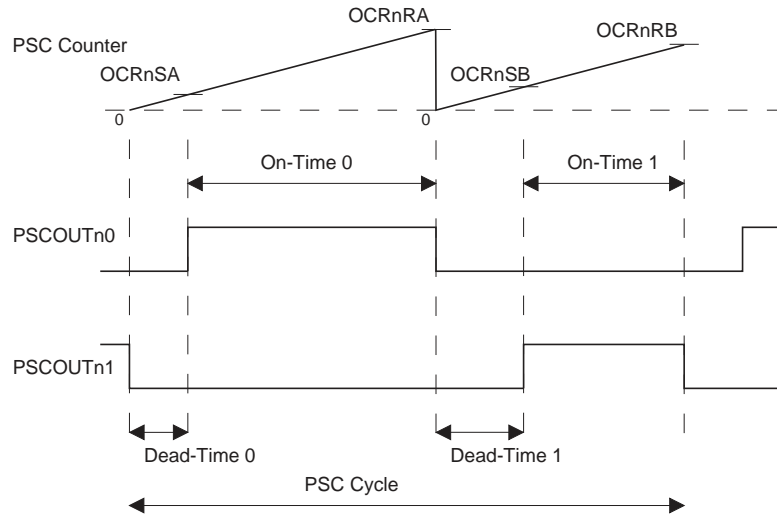 OCRnRA
OCRnRB
PSC Counter
OCRnSA
OCRnSB
0
0
On-Time 0
On-Time 1
PSCOUTn0
PSCOUTn1
Dead-Time 0
Dead-Time 1
PSC Cycle